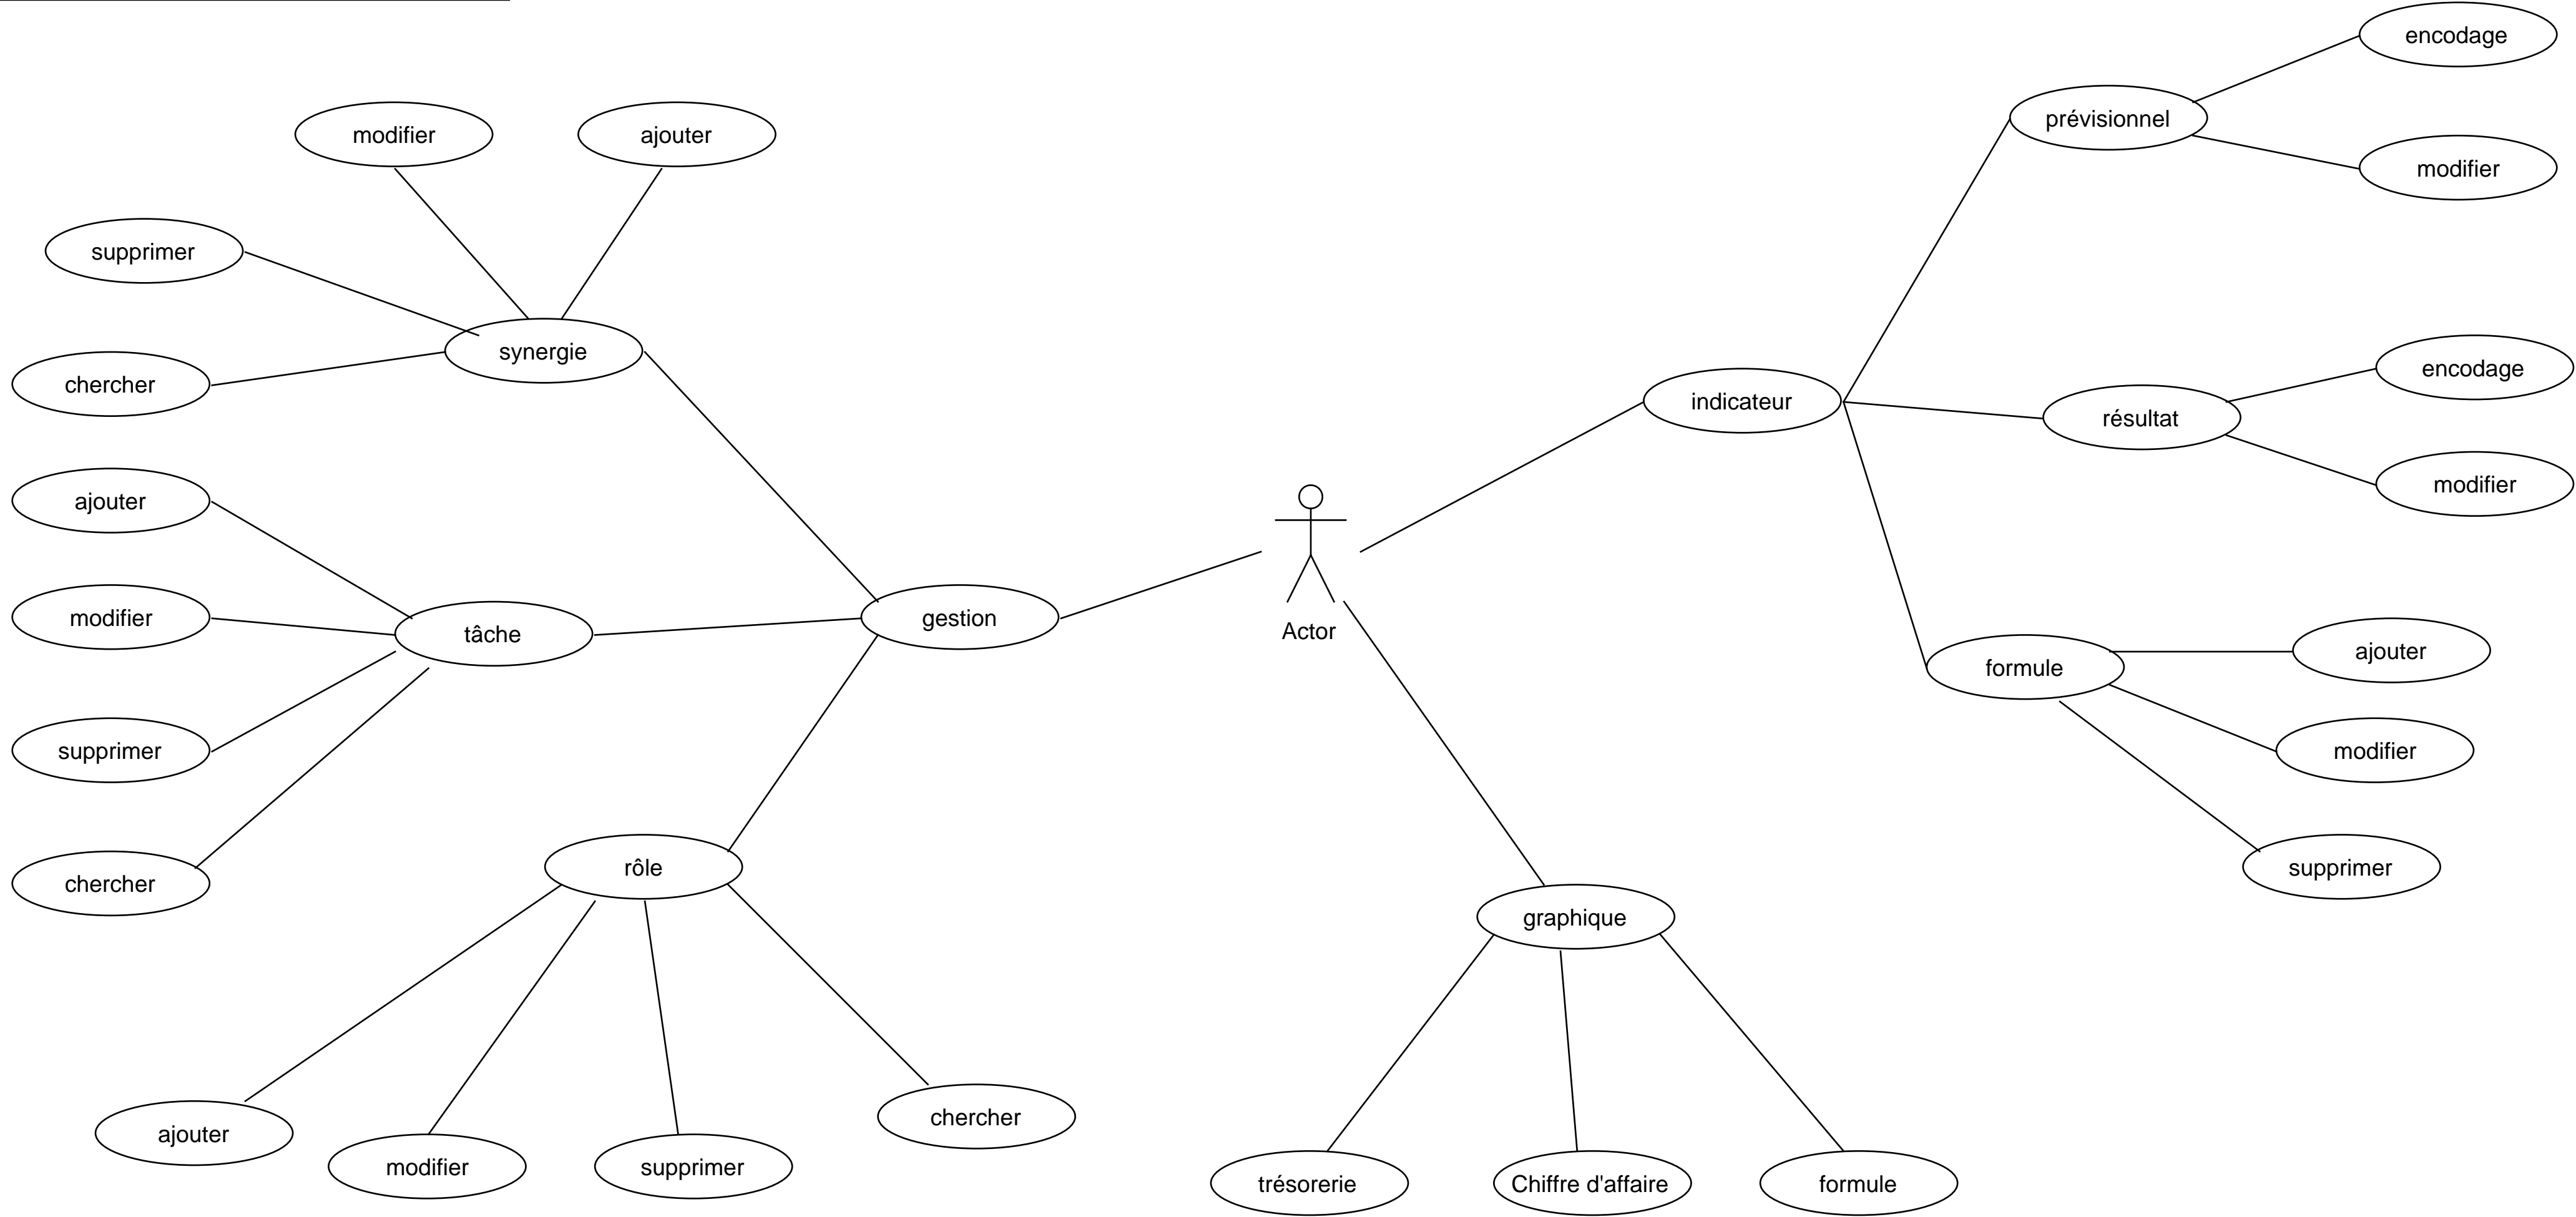 encodage
prévisionnel
modifier
ajouter
modifier
supprimer
synergie
encodage
chercher
indicateur
résultat
modifier
ajouter
modifier
tâche
gestion
Actor
ajouter
formule
supprimer
modifier
chercher
rôle
supprimer
graphique
chercher
ajouter
modifier
supprimer
trésorerie
Chiffre d'affaire
formule